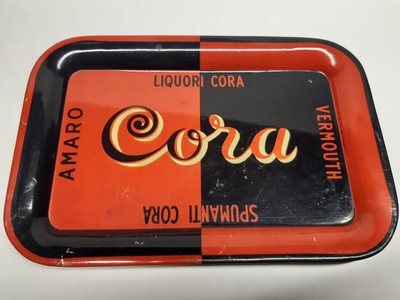 LIQUORI CORA
AMARO
Cora
VERMOUTH
SPUMANTI CORA